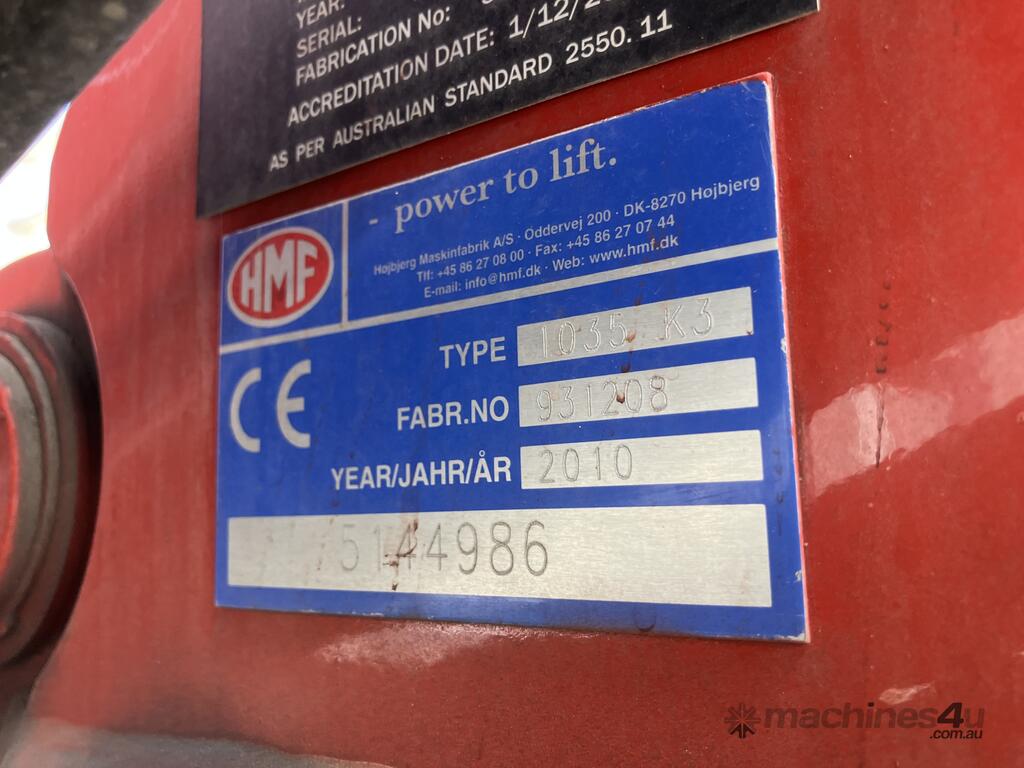 YEAR:
SERIAL:
FABRICATION No:
ACCREDITATION DATE: 1/12/20
AS PER AUSTRALIAN STANDARD 2550. 11
HMF
- power to lift.
Højbjerg Maskinfabrik A/S · Oddervej 200 · DK-8270 Højbjerg
Tlf: +45 86 27 08 00 · Fax: +45 86 27 07 44
E-mail: info@hmf.dk · Web: www.hmf.dk
CE
TYPE 1035 K3
FABR.NO 931208
YEAR/JAHR/ÅR 2010
5144986
machines4u
.com.au